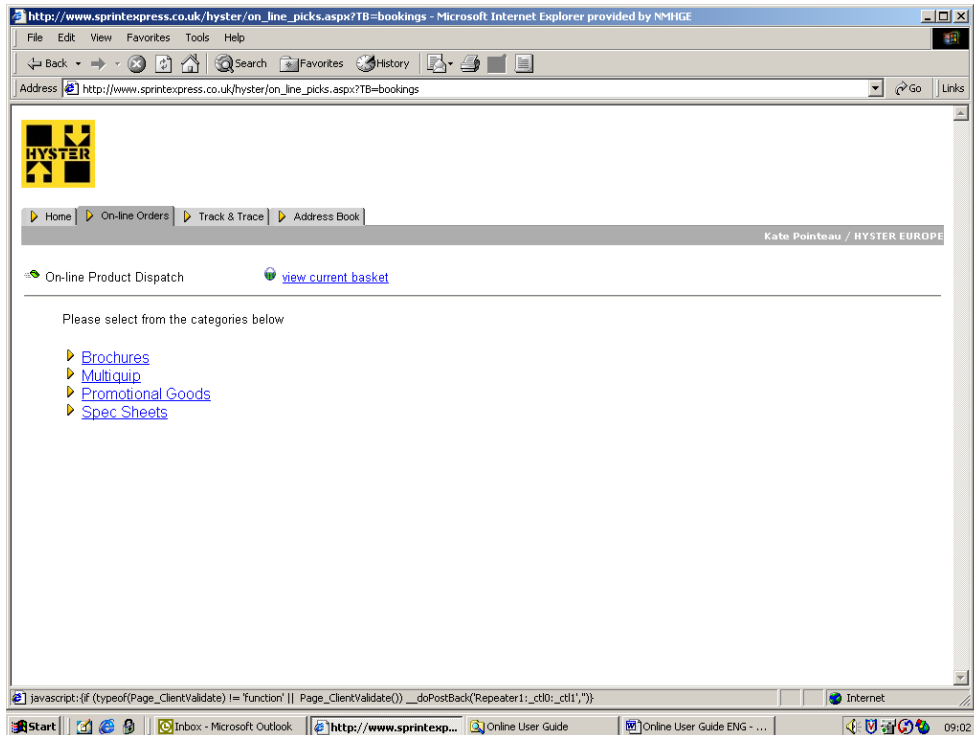 http://www.sprintexpress.co.uk/hyster/on_line_picks.aspx?TB=bookings - Microsoft Internet Explorer provided by NMHGE
File Edit View Favorites Tools Help
Back Search Favorites History
Address http://www.sprintexpress.co.uk/hyster/on_line_picks.aspx?TB=bookings Go Links
HYSTER
Home On-line Orders Track & Trace Address Book
Kate Pointeau / HYSTER EUROPE
On-line Product Dispatch view current basket
Please select from the categories below
Brochures
Multiquip
Promotional Goods
Spec Sheets
javascript:{if (typeof(Page_ClientValidate) != 'function' || Page_ClientValidate()) __doPostBack('Repeater1:_ctl0:_ctl1','')} Internet
Start Inbox - Microsoft Outlook http://www.sprintexp... Online User Guide Online User Guide ENG - ... 09:02